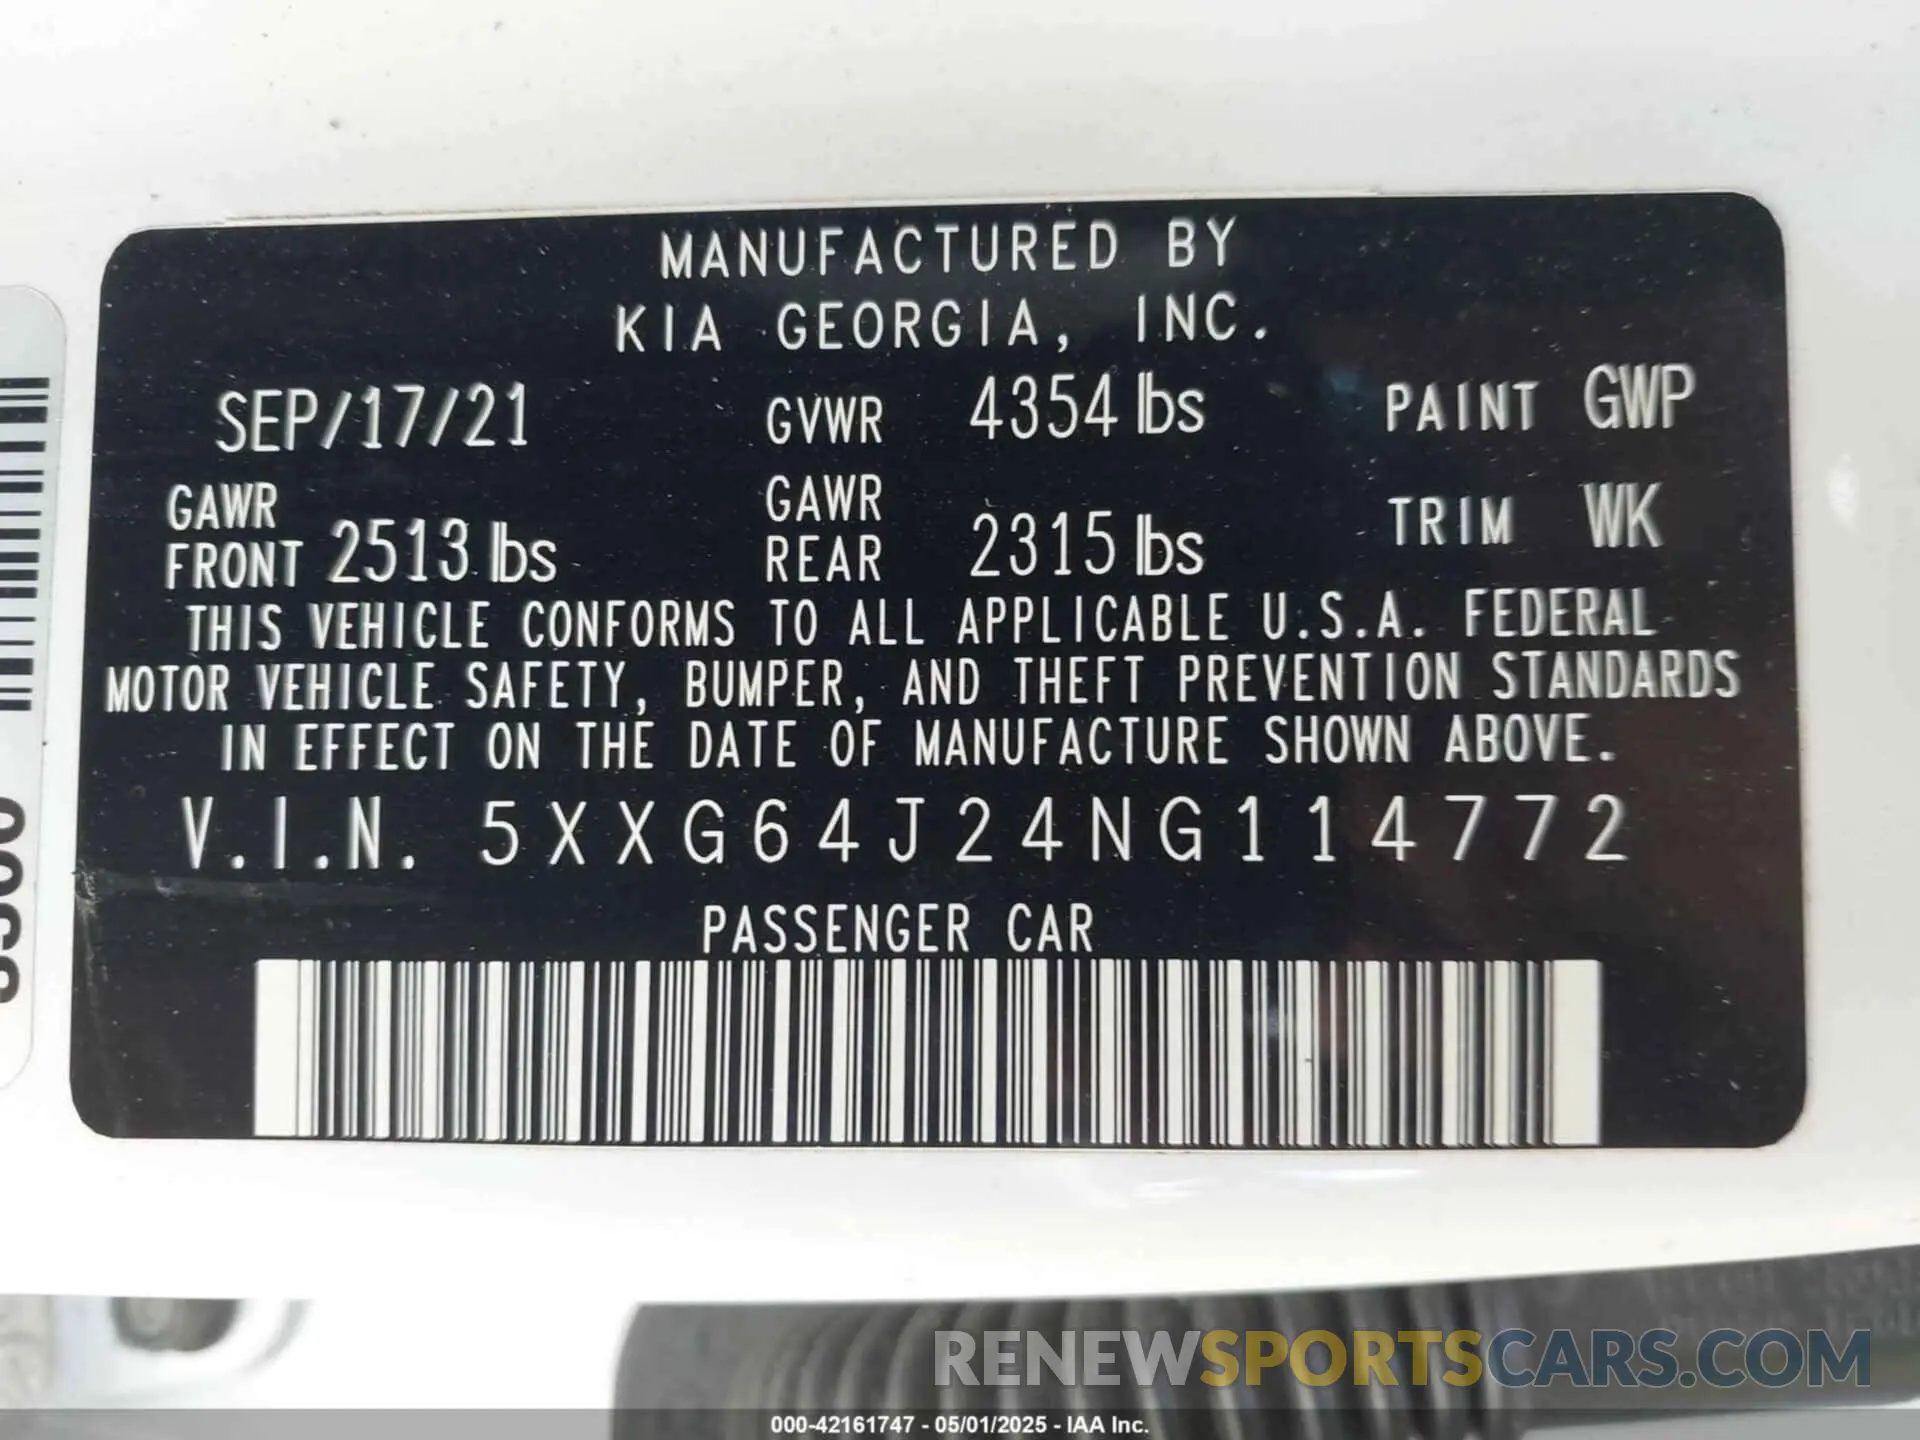 MANUFACTURED BY
KIA GEORGIA, INC.
SEP/17/21 GVWR 4354 lbs PAINT GWP
GAWR FRONT 2513 lbs GAWR REAR 2315 lbs TRIM WK
THIS VEHICLE CONFORMS TO ALL APPLICABLE U.S.A. FEDERAL
MOTOR VEHICLE SAFETY, BUMPER, AND THEFT PREVENTION STANDARDS
IN EFFECT ON THE DATE OF MANUFACTURE SHOWN ABOVE.
V.I.N. 5XXG64J24NG114772
PASSENGER CAR
RENEWSPORTSCARS.COM
000-42161747 - 05/01/2025 - IAA Inc.